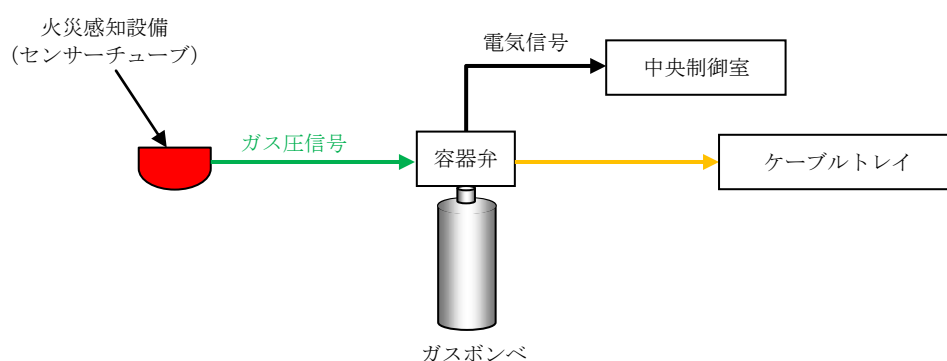 火災感知設備
(センサーチューブ)
電気信号
中央制御室
ガス圧信号
容器弁
ケーブルトレイ
ガスボンベ